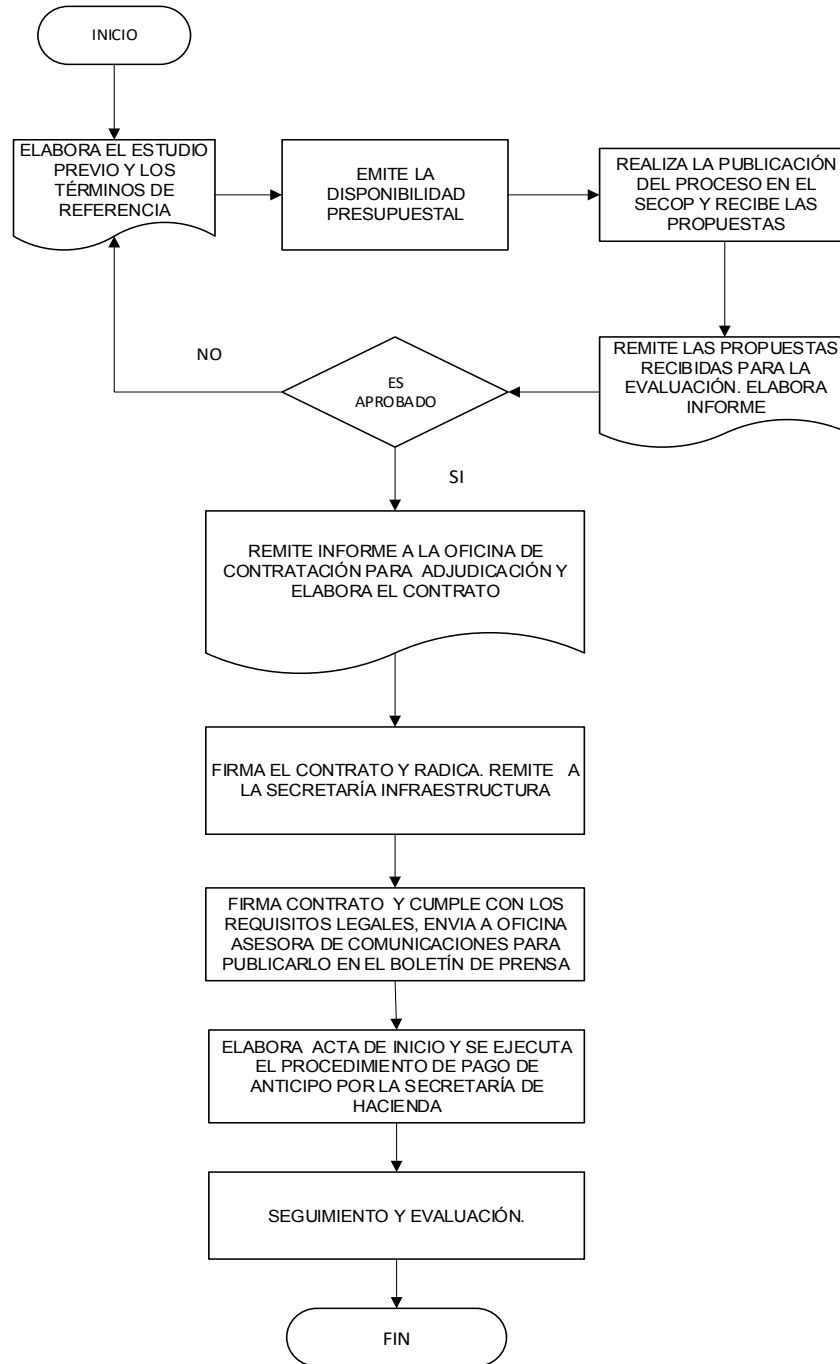 INICIO
ELABORA EL ESTUDIO
PREVIO Y LOS
TÉRMINOS DE
REFERENCIA
EMITE LA
DISPONIBILIDAD
PRESUPUESTAL
REALIZA LA PUBLICACIÓN
DEL PROCESO EN EL
SECOP Y RECIBE LAS
PROPUESTAS
REMITE LAS PROPUESTAS
RECIBIDAS PARA LA
EVALUACIÓN. ELABORA
INFORME
ES
APROBADO
NO
SI
REMITE INFORME A LA OFICINA DE
CONTRATACIÓN PARA ADJUDICACIÓN Y
ELABORA EL CONTRATO
FIRMA EL CONTRATO Y RADICA. REMITE A
LA SECRETARÍA INFRAESTRUCTURA
FIRMA CONTRATO Y CUMPLE CON LOS
REQUISITOS LEGALES, ENVIA A OFICINA
ASESORA DE COMUNICACIONES PARA
PUBLICARLO EN EL BOLETÍN DE PRENSA
ELABORA ACTA DE INICIO Y SE EJECUTA
EL PROCEDIMIENTO DE PAGO DE
ANTICIPO POR LA SECRETARÍA DE
HACIENDA
SEGUIMIENTO Y EVALUACIÓN.
FIN